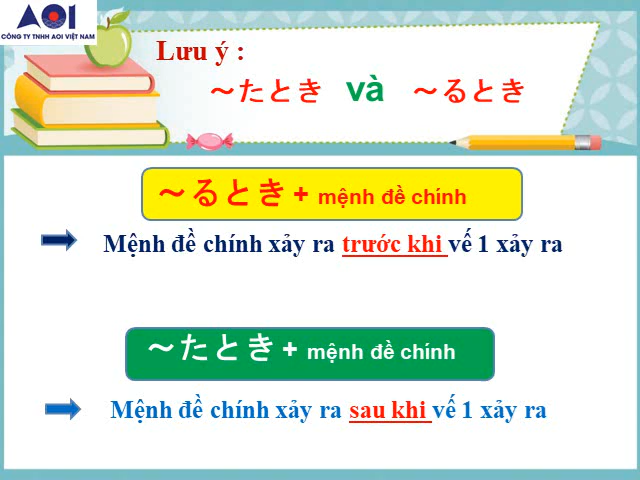 AOI
CÔNG TY TNHH AOI VIỆT NAM
Lưu ý :
～たとき và ～るとき
～るとき + mệnh đề chính
Mệnh đề chính xảy ra trước khi vế 1 xảy ra
～たとき + mệnh đề chính
Mệnh đề chính xảy ra sau khi vế 1 xảy ra